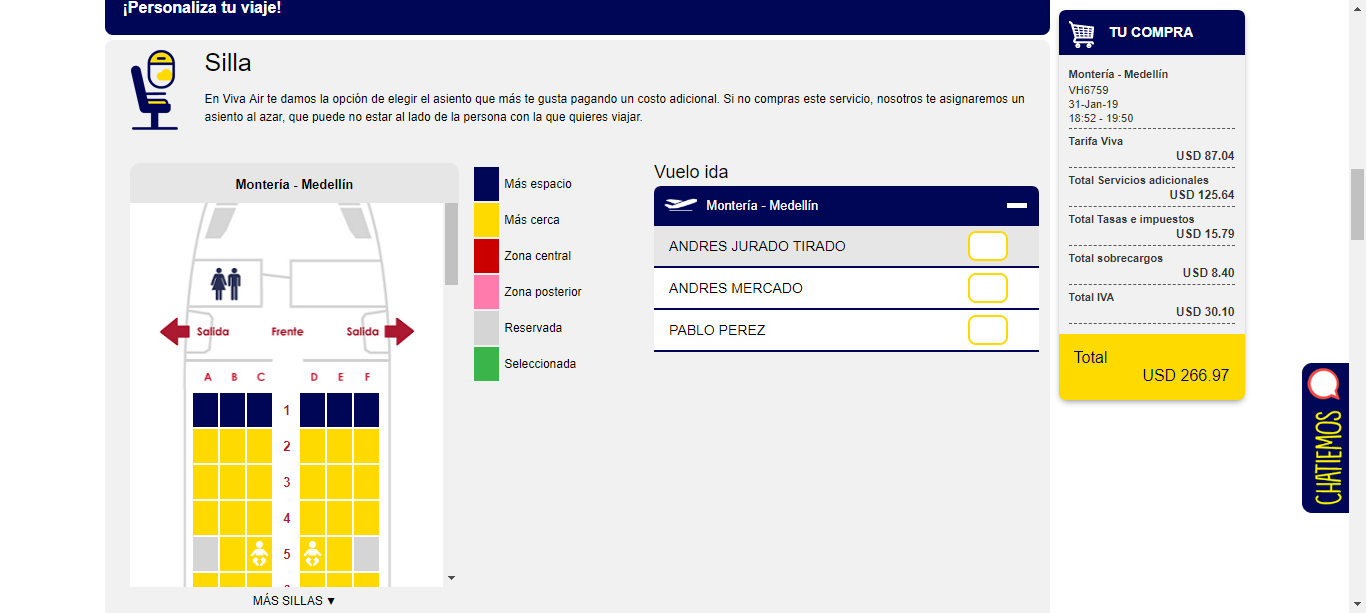 ¡Personaliza tu viaje!
Silla
En Viva Air te damos la opción de elegir el asiento que más te gusta pagando un costo adicional. Si no compras este servicio, nosotros te asignaremos un
asiento al azar, que puede no estar al lado de la persona con la que quieres viajar.
Montería - Medellín
Salida Frente Salida
A B C D E F
1
2
3
4
5
MÁS SILLAS ▼
Más espacio
Más cerca
Zona central
Zona posterior
Reservada
Seleccionada
Vuelo ida
Montería - Medellín
ANDRES JURADO TIRADO
ANDRES MERCADO
PABLO PEREZ
TU COMPRA
Montería - Medellín
VH6759
31-Jan-19
18:52 - 19:50
Tarifa Viva
USD 87.04
Total Servicios adicionales
USD 125.64
Total Tasas e impuestos
USD 15.79
Total sobrecargos
USD 8.40
Total IVA
USD 30.10
Total
USD 266.97
CHATIEMOS